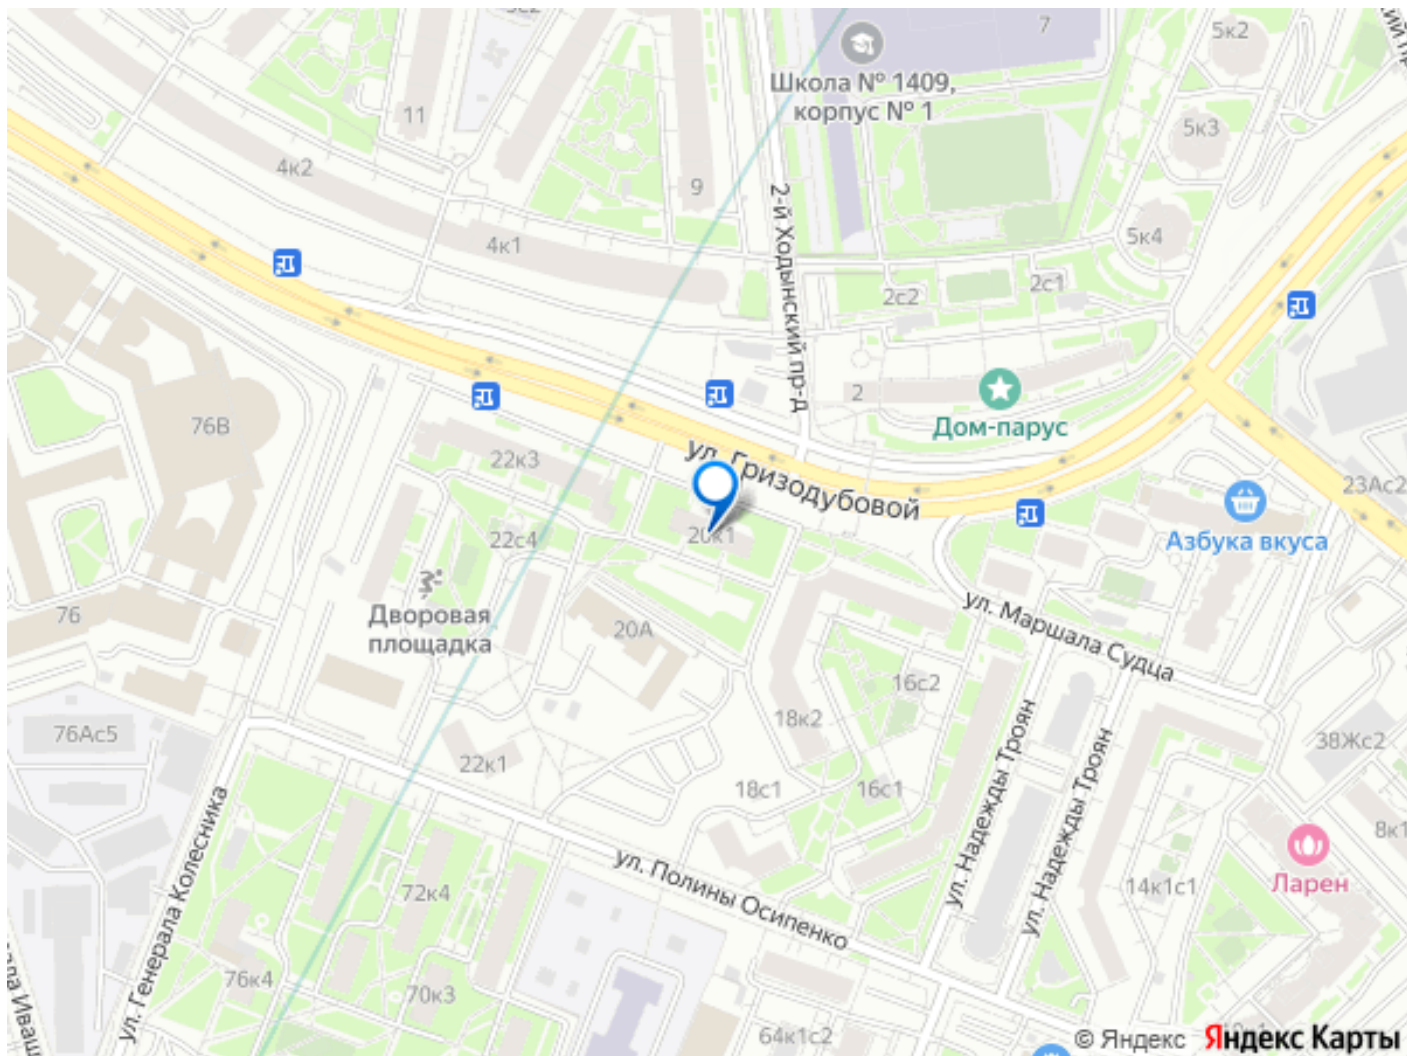 7
5к2
Школа № 1409,
корпус № 1
11
5к3
4к2
9
2-й Ходынский пр-д
4к1
5к4
2с2
2с1
2
Дом-парус
76В
ул. Гризодубовой
22к3
23Ас2
20к1
22с4
Азбука вкуса
76
Дворовая
площадка
20А
ул. Маршала Судца
16с2
18к2
76Ас5
38Жс2
22к1
18с1
16с1
ул. Надежды Троян
ул. Надежды Троян
8к1
ул. Генерала Колесника
ул. Полины Осипенко
Ларен
72к4
14к1с1
76к4
70к3
64к1с2
© Яндекс Яндекс Карты